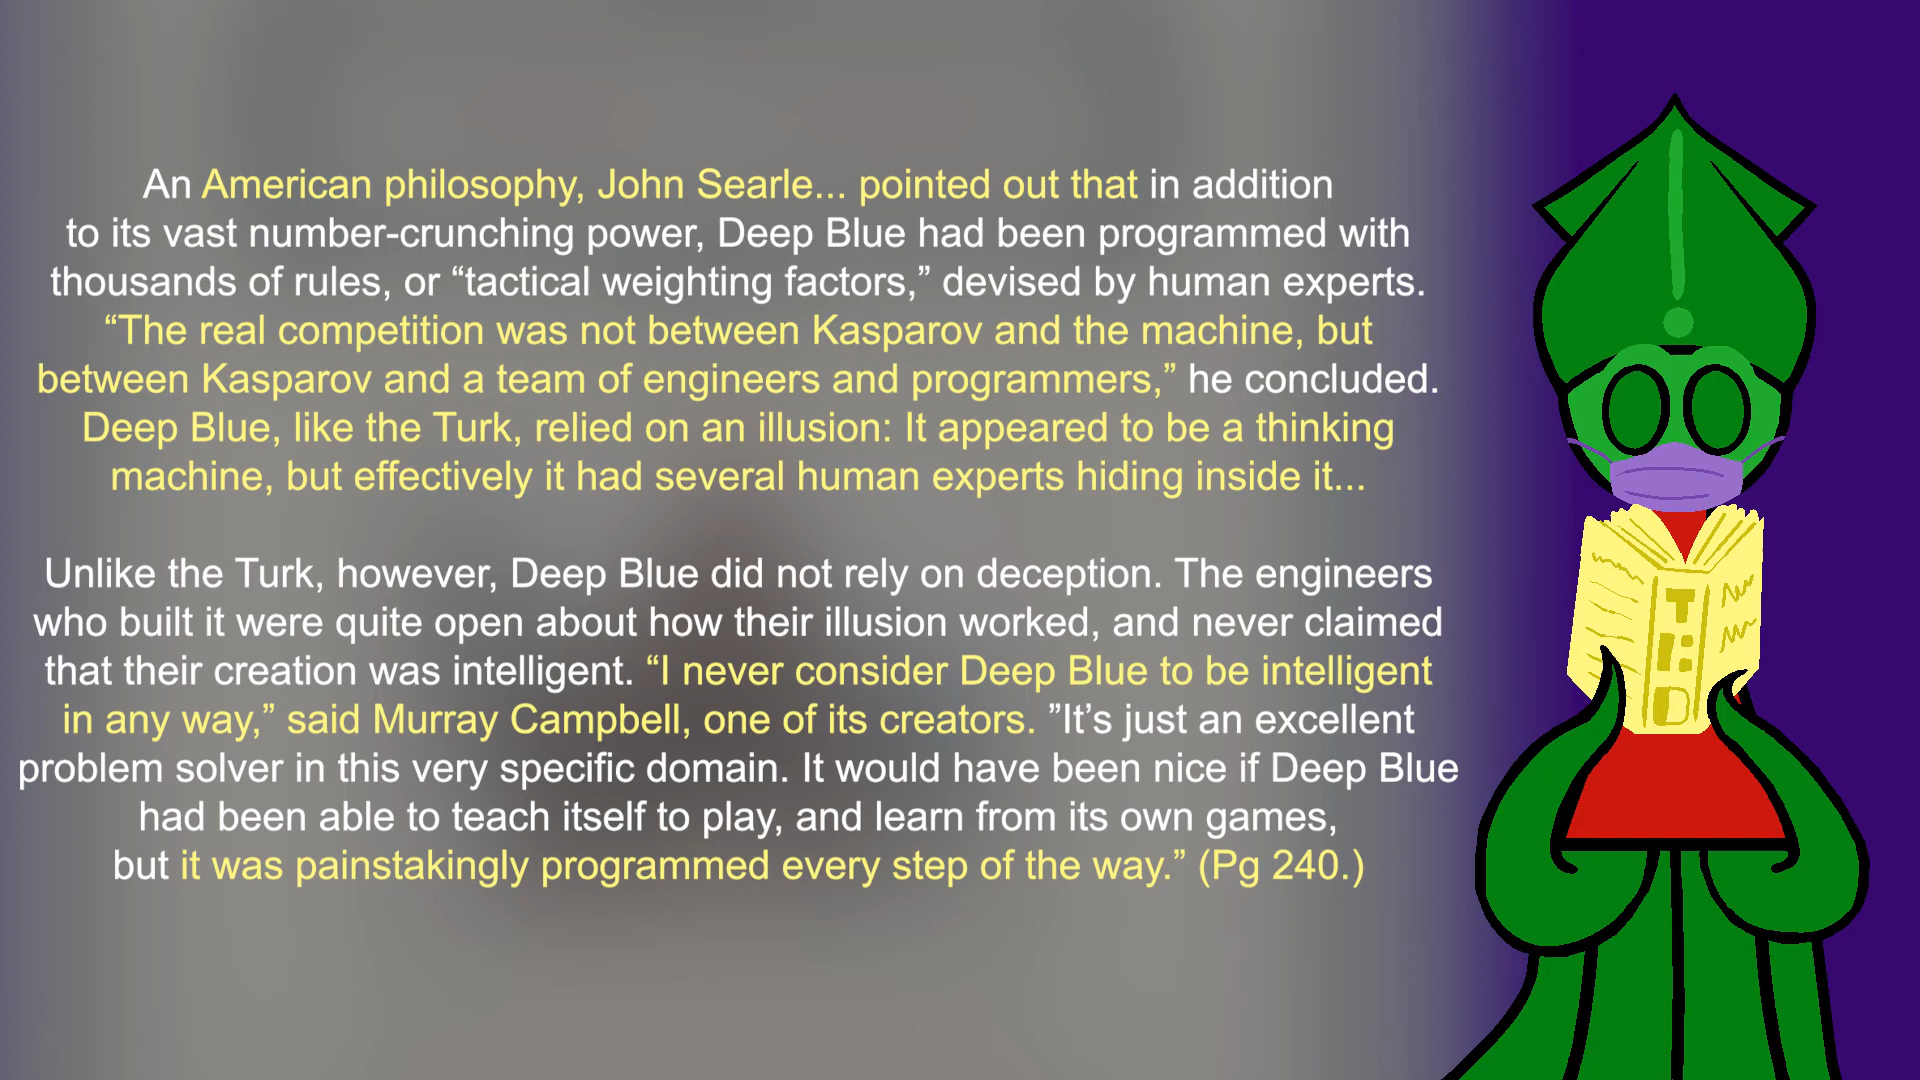 An American philosophy, John Searle... pointed out that in addition
to its vast number-crunching power, Deep Blue had been programmed with
thousands of rules, or “tactical weighting factors,” devised by human experts.
“The real competition was not between Kasparov and the machine, but
between Kasparov and a team of engineers and programmers,” he concluded.
Deep Blue, like the Turk, relied on an illusion: It appeared to be a thinking
machine, but effectively it had several human experts hiding inside it...
Unlike the Turk, however, Deep Blue did not rely on deception. The engineers
who built it were quite open about how their illusion worked, and never claimed
that their creation was intelligent. “I never consider Deep Blue to be intelligent
in any way,” said Murray Campbell, one of its creators. ”It’s just an excellent
problem solver in this very specific domain. It would have been nice if Deep Blue
had been able to teach itself to play, and learn from its own games,
but it was painstakingly programmed every step of the way.” (Pg 240.)